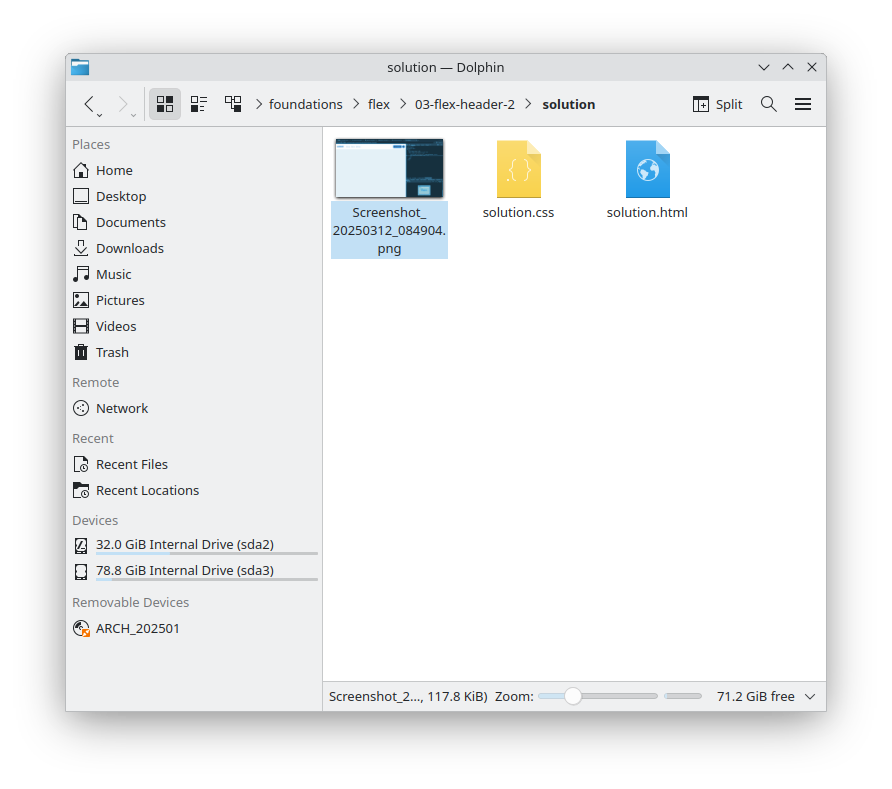 solution — Dolphin
foundations
flex
03-flex-header-2
solution
Split
Places
Home
Desktop
Documents
Downloads
Music
Pictures
Videos
Trash
Remote
Network
Recent
Recent Files
Recent Locations
Devices
32.0 GiB Internal Drive (sda2)
78.8 GiB Internal Drive (sda3)
Removable Devices
ARCH_202501
Screenshot_
20250312_084904.
png
solution.css
solution.html
Screenshot_2..., 117.8 KiB)
Zoom:
71.2 GiB free